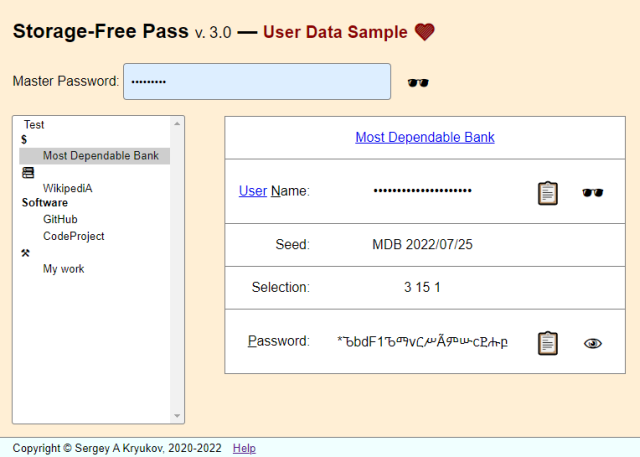 Storage-Free Pass v. 3.0 — User Data Sample
Master Password: •••••••••
Test
$
Most Dependable Bank
WikipediA
Software
GitHub
CodeProject
My work
Most Dependable Bank
User Name: •••••••••••••••••••••
Seed: MDB 2022/07/25
Selection: 3 15 1
Password:
Copyright © Sergey A Kryukov, 2020-2022 Help